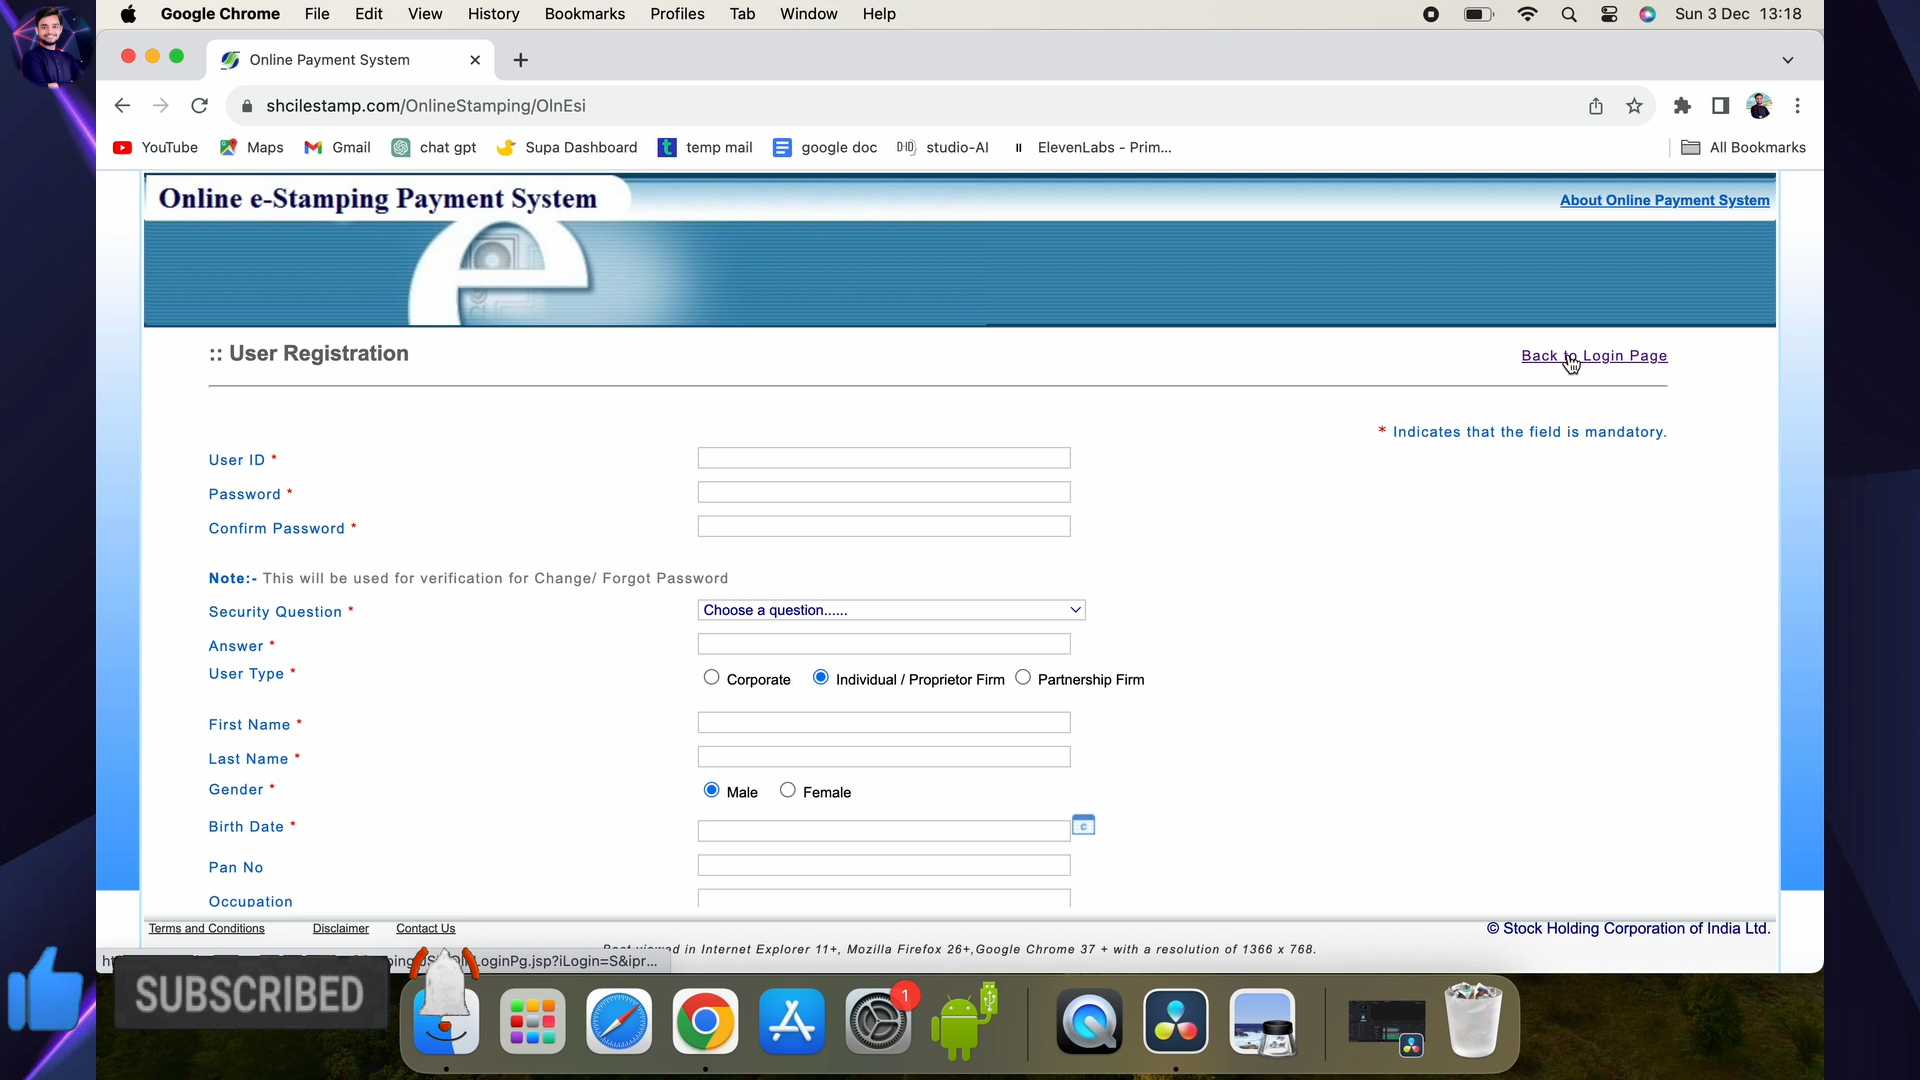 Google Chrome File Edit View History Bookmarks Profiles Tab Window Help Sun 3 Dec 13:18
Online Payment System
shcilestamp.com/OnlineStamping/OlnEsi
YouTube Maps Gmail chat gpt Supa Dashboard temp mail google doc studio-AI ElevenLabs - Prim... All Bookmarks
Online e-Stamping Payment System
About Online Payment System
:: User Registration
Back to Login Page
* Indicates that the field is mandatory.
User ID *
Password *
Confirm Password *
Note:- This will be used for verification for Change/ Forgot Password
Security Question * Choose a question......
Answer *
User Type * Corporate Individual / Proprietor Firm Partnership Firm
First Name *
Last Name *
Gender * Male Female
Birth Date *
Pan No
Occupation
Terms and Conditions Disclaimer Contact Us
© Stock Holding Corporation of India Ltd.
in Internet Explorer 11+, Mozilla Firefox 26+,Google Chrome 37 + with a resolution of 1366 x 768.
LoginPg.jsp?iLogin=S&ipr...
SUBSCRIBED
1